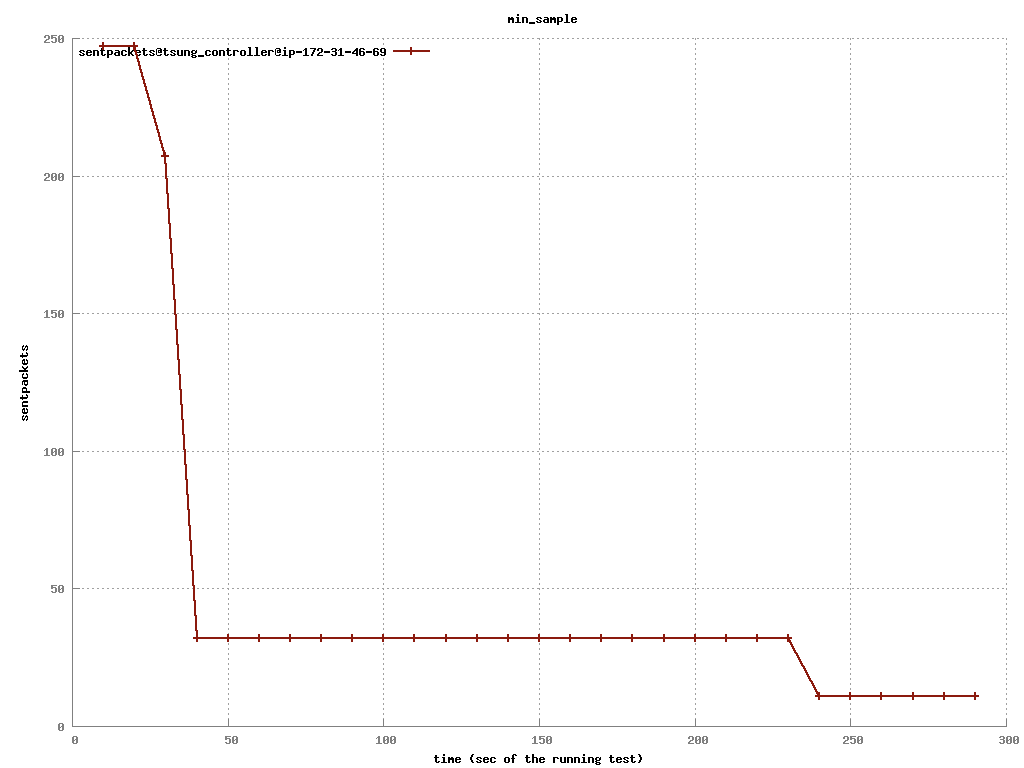 min_sample
250
sentpackets@tsung_controller@ip-172-31-46-69
200
150
sentpackets
100
50
0
0 50 100 150 200 250 300
time (sec of the running test)